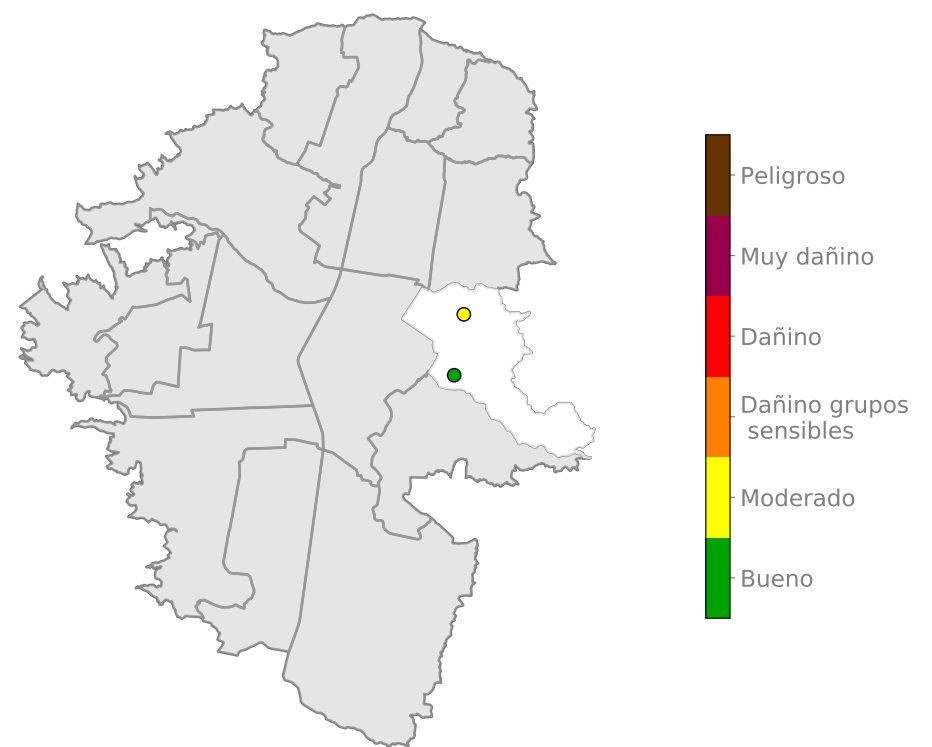 Peligroso
Muy dañino
Dañino
Dañino grupos
sensibles
Moderado
Bueno